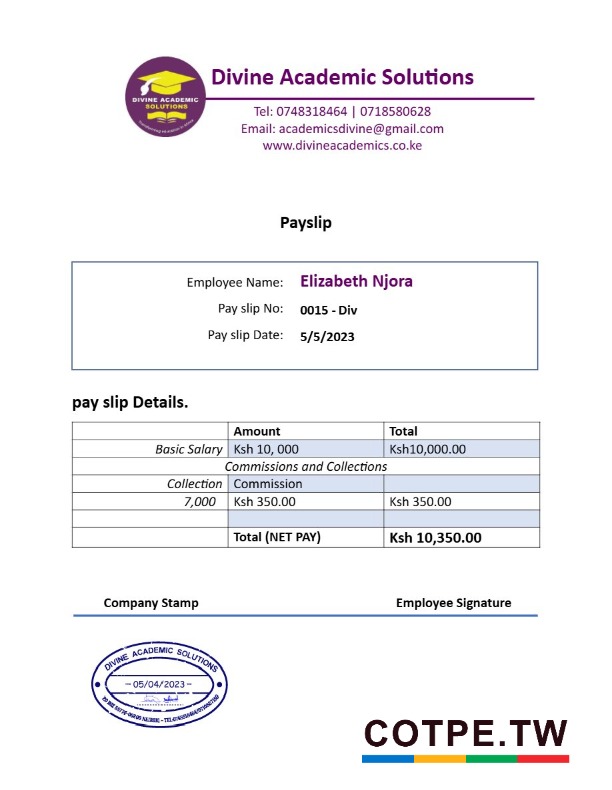 Divine Academic Solutions
DIVINE ACADEMIC
SOLUTIONS
Tel: 0748318464 | 0718580628
Email: academicsdivine@gmail.com
www.divineacademics.co.ke
Payslip
Employee Name: Elizabeth Njora
Pay slip No: 0015 - Div
Pay slip Date: 5/5/2023
pay slip Details.
Amount Total
Basic Salary Ksh 10, 000 Ksh10,000.00
Commissions and Collections
Collection Commission
7,000 Ksh 350.00 Ksh 350.00
Total (NET PAY) Ksh 10,350.00
Company Stamp Employee Signature
DIVINE ACADEMIC SOLUTIONS
- 05/04/2023 -
COTPE.TW